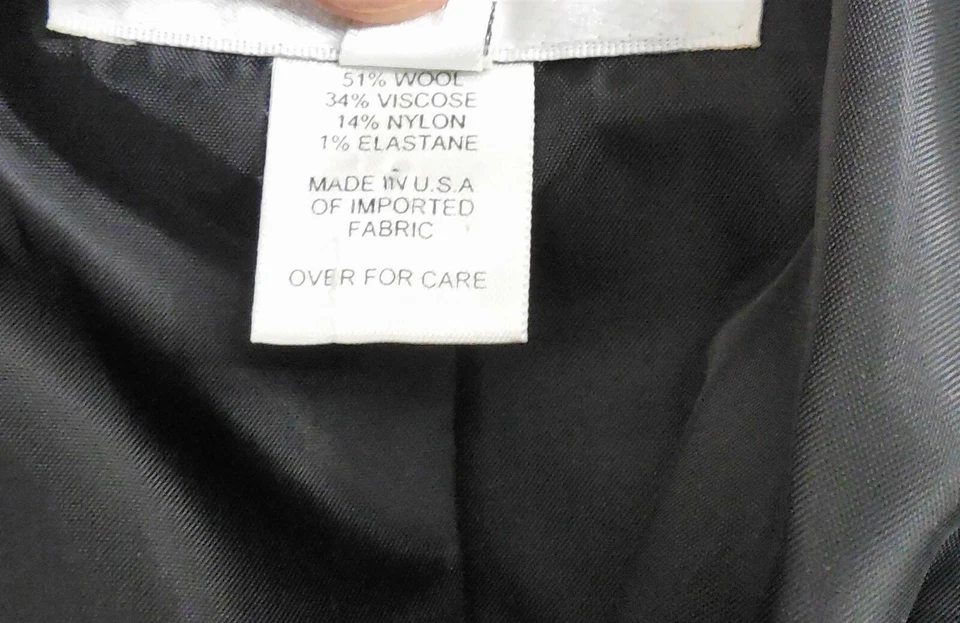 51% WOOL
34% VISCOSE
14% NYLON
1% ELASTANE
MADE IN U.S.A
OF IMPORTED
FABRIC
OVER FOR CARE